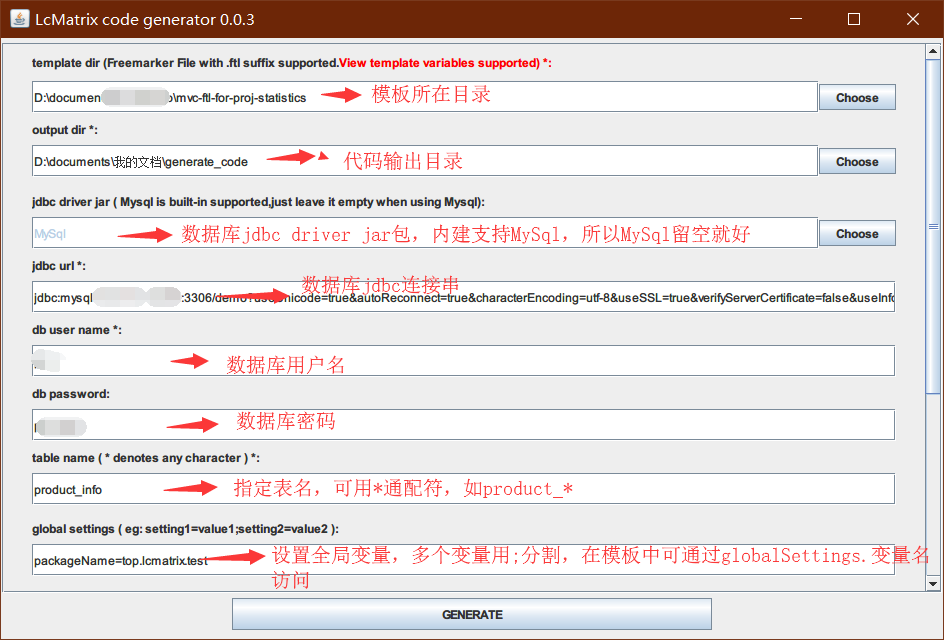 LcMatrix code generator 0.0.3
template dir (Freemarker File with .ftl suffix supported.View template variables supported) *:
D:\documen o\mvc-ftl-for-proj-statistics 模板所在目录 Choose
output dir *:
D:\documents\我的文档\generate_code 代码输出目录 Choose
jdbc driver jar ( Mysql is built-in supported,just leave it empty when using Mysql):
MySql 数据库jdbc driver jar包，内建支持MySql，所以MySql留空就好 Choose
jdbc url *:
数据库jdbc连接串
jdbc:mysql :3306/demo nicode=true&autoReconnect=true&characterEncoding=utf-8&useSSL=true&verifyServerCertificate=false&useInfo
db user name *:
数据库用户名
db password:
数据库密码
table name ( * denotes any character ) *:
product_info 指定表名，可用*通配符，如product_*
global settings ( eg: setting1=value1;setting2=value2 ):
packageName=top.lcmatrix.test 设置全局变量，多个变量用;分割，在模板中可通过globalSettings.变量名
访问
GENERATE